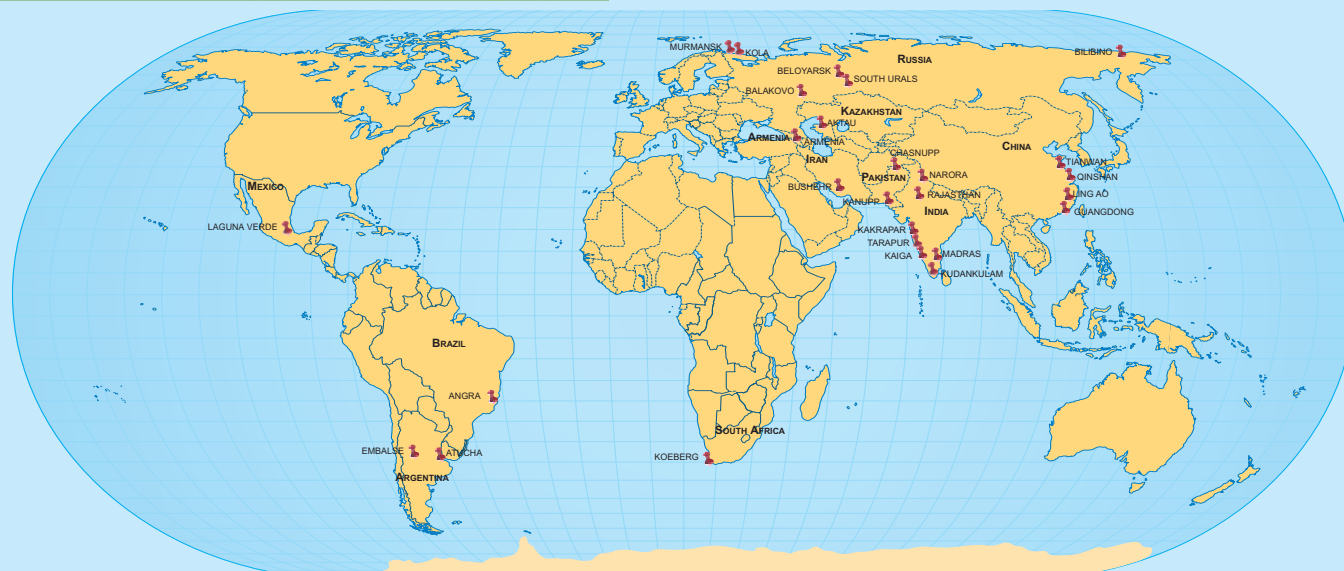 MURMANSK
KOLA
BILIBINO
RUSSIA
BELOYARSK
SOUTH URALS
BALAKOVO
KAZAKHSTAN
AKTAU
ARMENIA
ARMENIA
CHINA
CHASNUPP
IRAN
TIANWAN
PAKISTAN
NARORA
QINSHAN
MEXICO
BUSHEHR
RAJASTHAN
LING AO
KANUPP
INDIA
GUANGDONG
LAGUNA VERDE
KAKRAPAR
TARAPUR
KAIGA
MADRAS
KUDANKULAM
BRAZIL
ANGRA
SOUTH AFRICA
EMBALSE
ATUCHA
KOEBERG
ARGENTINA